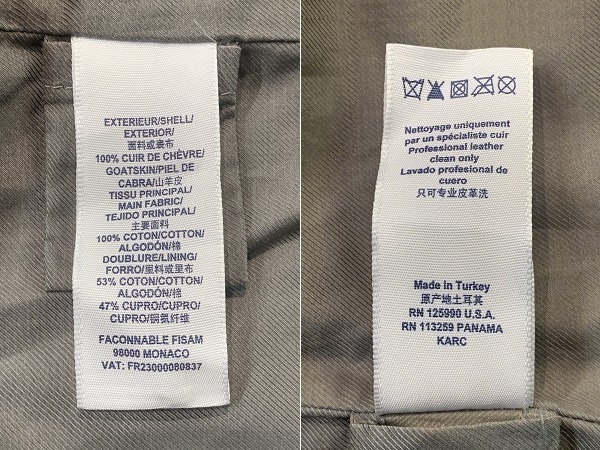 EXTERIEUR/SHELL/
EXTERIOR/
面料或表布
100% CUIR DE CHÈVRE/
GOATSKIN/PIEL DE
CABRA/山羊皮
TISSU PRINCIPAL/
MAIN FABRIC/
TEJIDO PRINCIPAL/
主要面料
100% COTON/COTTON/
ALGODÓN/棉
DOUBLURE/LINING/
FORRO/里料或里布
53% COTON/COTTON/
ALGODÓN/棉
47% CUPRO/CUPRO/
CUPRO/铜氨纤维
FACONNABLE FISAM
98000 MONACO
VAT: FR23000080837
Nettoyage uniquement
par un spécialiste cuir
Professional leather
clean only
Lavado profesional de
cuero
只可专业皮革洗
Made in Turkey
原产地土耳其
RN 125990 U.S.A.
RN 113259 PANAMA
KARC